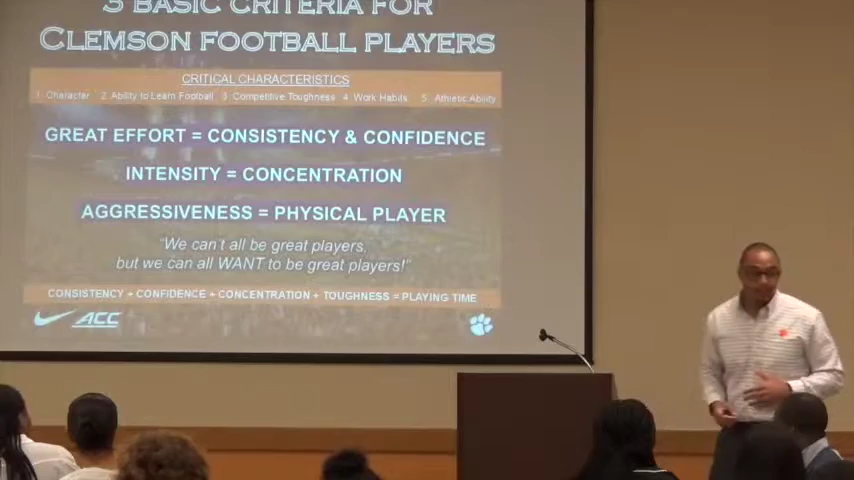 3 BASIC CRITERIA FOR
CLEMSON FOOTBALL PLAYERS
CRITICAL CHARACTERISTICS
1. Character 2. Ability to Learn Football 3. Competitive Toughness 4. Work Habits 5. Athletic Ability
GREAT EFFORT = CONSISTENCY & CONFIDENCE
INTENSITY = CONCENTRATION
AGGRESSIVENESS = PHYSICAL PLAYER
"We can't all be great players,
but we can all WANT to be great players!"
CONSISTENCY + CONFIDENCE + CONCENTRATION + TOUGHNESS = PLAYING TIME
ACC